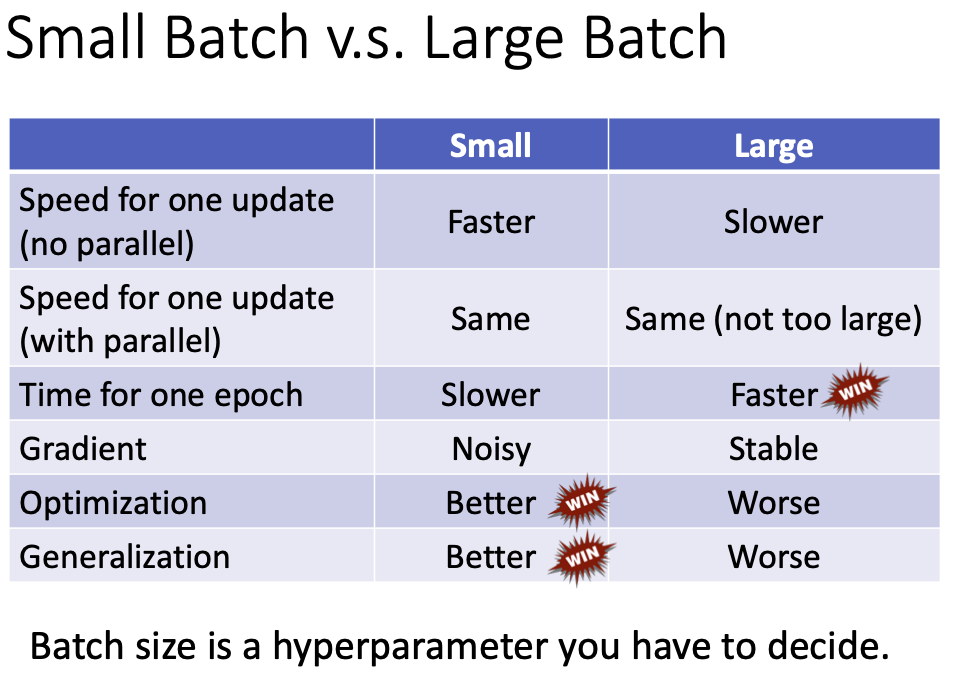 Small Batch v.s. Large Batch
Small Large
Speed for one update
(no parallel) Faster Slower
Speed for one update
(with parallel) Same Same (not too large)
Time for one epoch Slower Faster WIN
Gradient Noisy Stable
Optimization Better WIN Worse
Generalization Better WIN Worse
Batch size is a hyperparameter you have to decide.